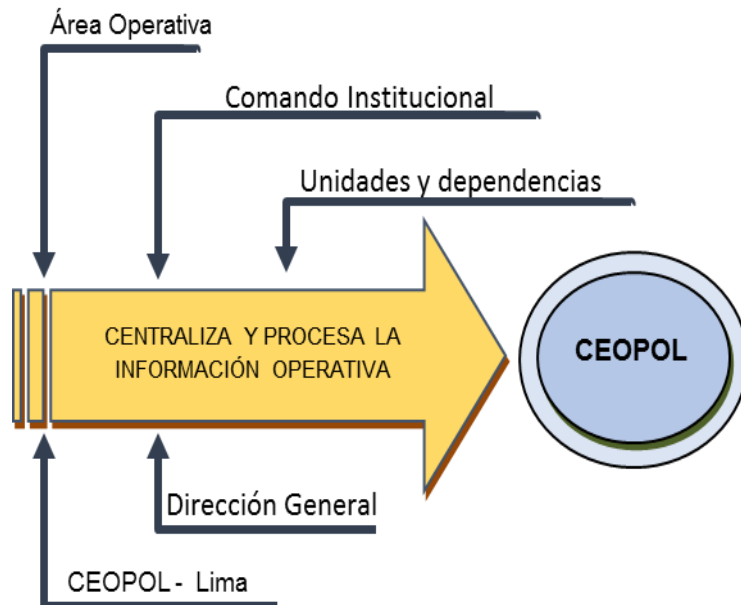 Área Operativa
Comando Institucional
Unidades y dependencias
CENTRALIZA Y PROCESA LA
INFORMACIÓN OPERATIVA
CEOPOL
Dirección General
CEOPOL - Lima